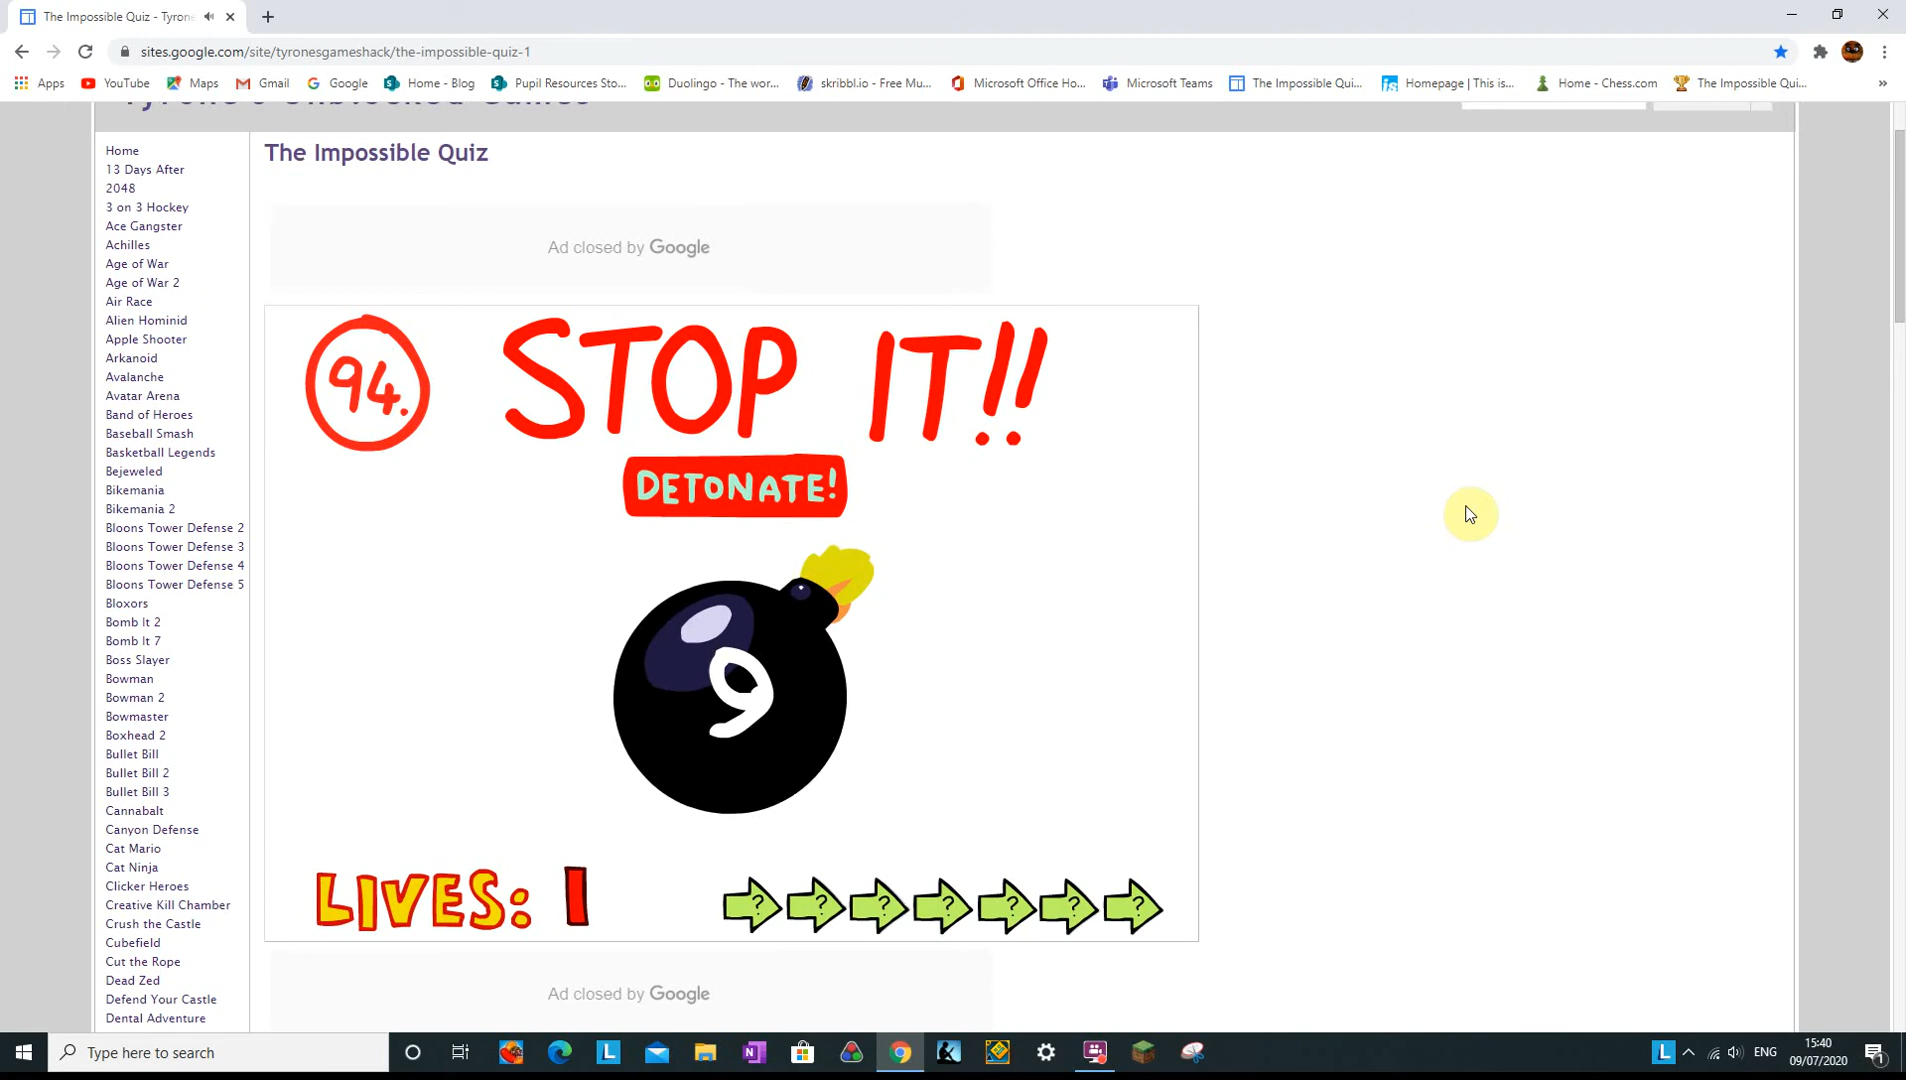 The Impossible Quiz - Tyrone
sites.google.com/site/tyronesgameshack/the-impossible-quiz-1
Apps
YouTube
Maps
Gmail
Google
Home - Blog
Pupil Resources Sto...
Duolingo - The wor...
skribbl.io - Free Mu...
Microsoft Office Ho...
Microsoft Teams
The Impossible Qui...
Homepage | This is...
Home - Chess.com
The Impossible Quiz...
»
Tyrone's Unblocked Games
Home
13 Days After
2048
3 on 3 Hockey
Ace Gangster
Achilles
Age of War
Age of War 2
Air Race
Alien Hominid
Apple Shooter
Arkanoid
Avalanche
Avatar Arena
Band of Heroes
Baseball Smash
Basketball Legends
Bejeweled
Bikemania
Bikemania 2
Bloons Tower Defense 2
Bloons Tower Defense 3
Bloons Tower Defense 4
Bloons Tower Defense 5
Bloxors
Bomb It 2
Bomb It 7
Boss Slayer
Bowman
Bowman 2
Bowmaster
Boxhead 2
Bullet Bill
Bullet Bill 2
Bullet Bill 3
Cannabalt
Canyon Defense
Cat Mario
Cat Ninja
Clicker Heroes
Creative Kill Chamber
Crush the Castle
Cubefield
Cut the Rope
Dead Zed
Defend Your Castle
Dental Adventure
The Impossible Quiz
Ad closed by Google
94. STOP IT!!
DETONATE!
9
LIVES: 1
? ? ? ? ? ? ?
Ad closed by Google
Type here to search
ENG
15:40
09/07/2020
1